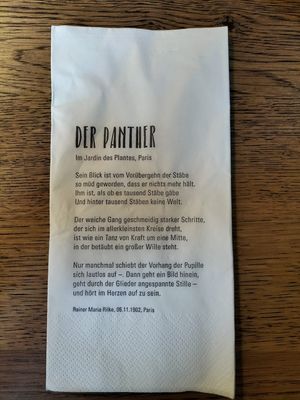 DER PANTHER
Im Jardin des Plantes, Paris
Sein Blick ist vom Vorübergehn der Stäbe
so müd geworden, dass er nichts mehr hält.
Ihm ist, als ob es tausend Stäbe gäbe
Und hinter tausend Stäben keine Welt.
Der weiche Gang geschmeidig starker Schritte,
der sich im allerkleinsten Kreise dreht,
ist wie ein Tanz von Kraft um eine Mitte,
in der betäubt ein großer Wille steht.
Nur manchmal schiebt der Vorhang der Pupille
sich lautlos auf –. Dann geht ein Bild hinein,
geht durch der Glieder angespannte Stille –
und hört im Herzen auf zu sein.
Rainer Maria Rilke, 06.11.1902, Paris